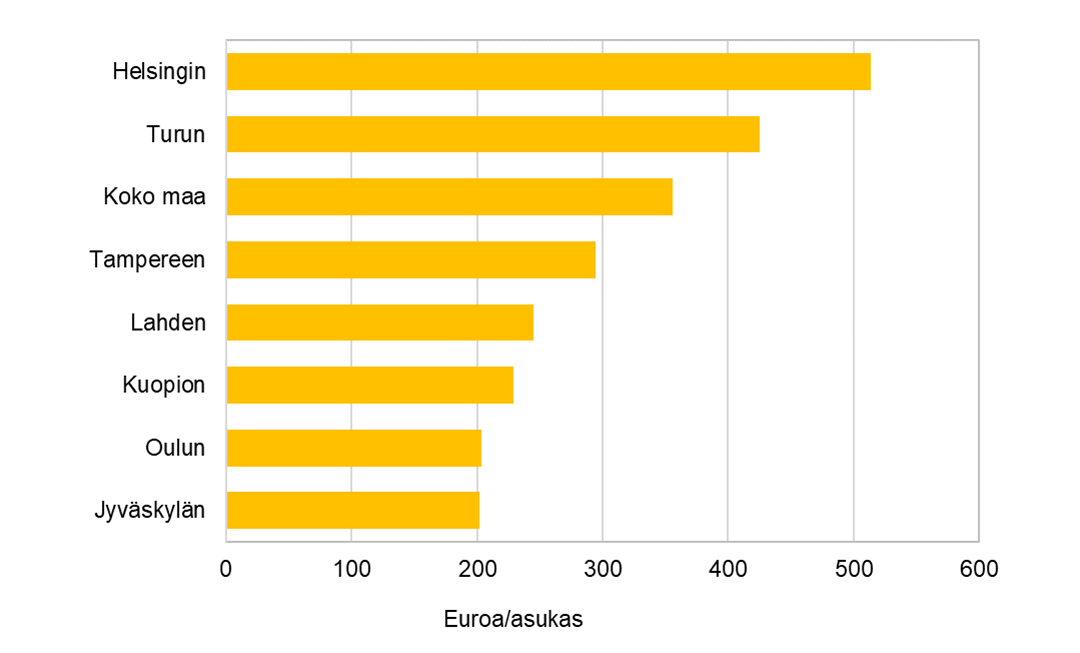 Helsingin
Turun
Koko maa
Tampereen
Lahden
Kuopion
Oulun
Jyväskylän
0 100 200 300 400 500 600
Euroa/asukas